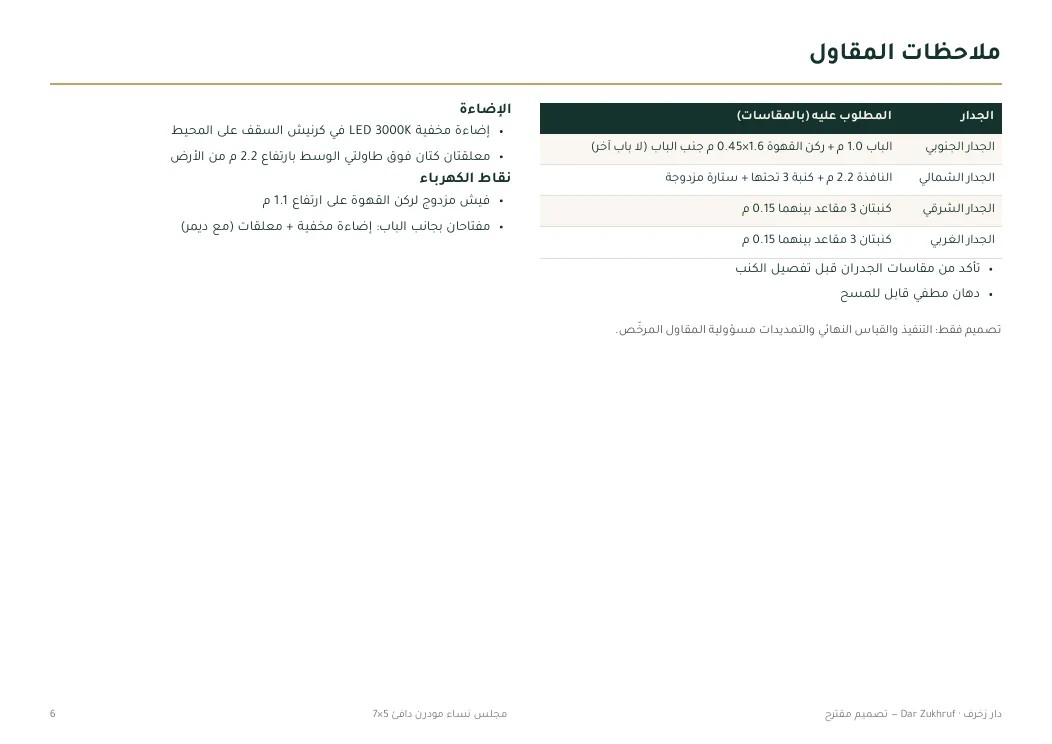 ملاحظات المقاول
الجدار	المطلوب عليه (بالمقاسات)
الجدار الجنوبي	الباب 1.0 م + ركن القهوة 1.6×0.45 م جنب الباب (لا باب آخر)
الجدار الشمالي	النافذة 2.2 م + كنبة 3 تحتها + ستارة مزدوجة
الجدار الشرقي	كنبتان 3 مقاعد بينهما 0.15 م
الجدار الغربي	كنبتان 3 مقاعد بينهما 0.15 م
• تأكد من مقاسات الجدران قبل تفصيل الكنب
• دهان مطفي قابل للمسح
تصميم فقط: التنفيذ والقياس النهائي والتمديدات مسؤولية المقاول المرخّص.
الإضاءة
• إضاءة مخفية LED 3000K في كرنيش السقف على المحيط
• معلقتان كتان فوق طاولتي الوسط بارتفاع 2.2 م من الأرض
نقاط الكهرباء
• فيش مزدوج لركن القهوة على ارتفاع 1.1 م
• مفتاحان بجانب الباب: إضاءة مخفية + معلقات (مع ديمر)
دار زخرف · Dar Zukhruf — تصميم مقترح
مجلس نساء مودرن دافئ 5×7
6